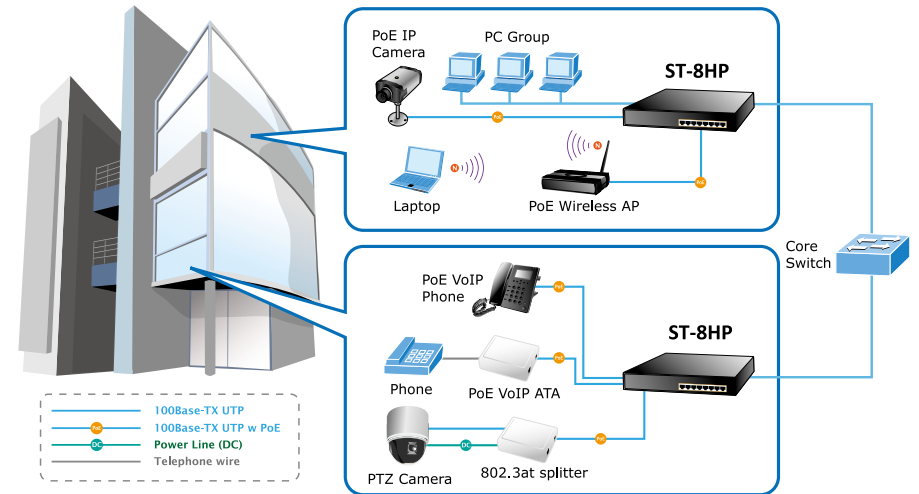 PoE IP
Camera
PC Group
ST-8HP
PoE
N
N
PoE
Laptop
PoE Wireless AP
Core
Switch
PoE VoIP
Phone
PoE
ST-8HP
PoE
Phone
PoE VoIP ATA
DC
PoE
PTZ Camera
802.3at splitter
100Base-TX UTP
PoE
100Base-TX UTP w PoE
DC
Power Line (DC)
Telephone wire